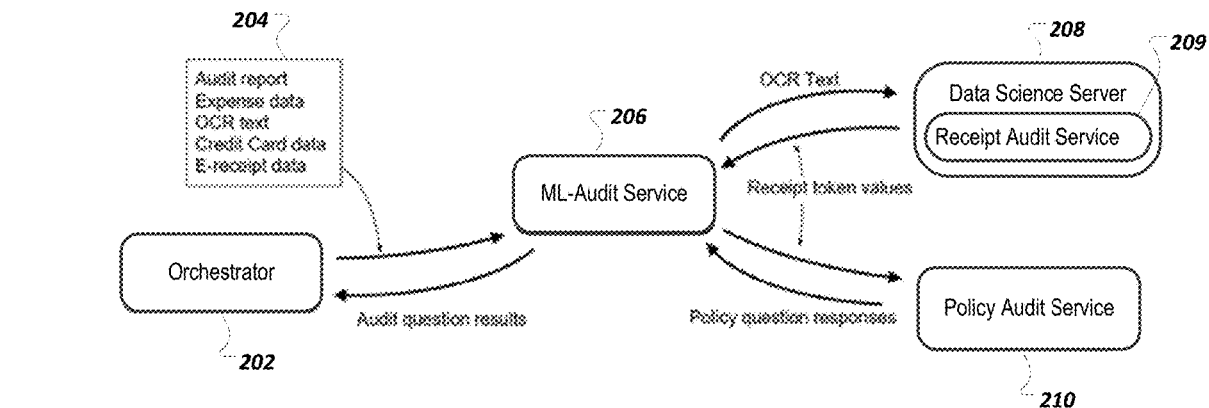 204
Audit report
Expense data
OCR text
Credit Card data
E-receipt data
206
ML-Audit Service
OCR Text
208
209
Data Science Server
Receipt Audit Service
Receipt token values
Orchestrator
202
Audit question results
Policy question responses
Policy Audit Service
210